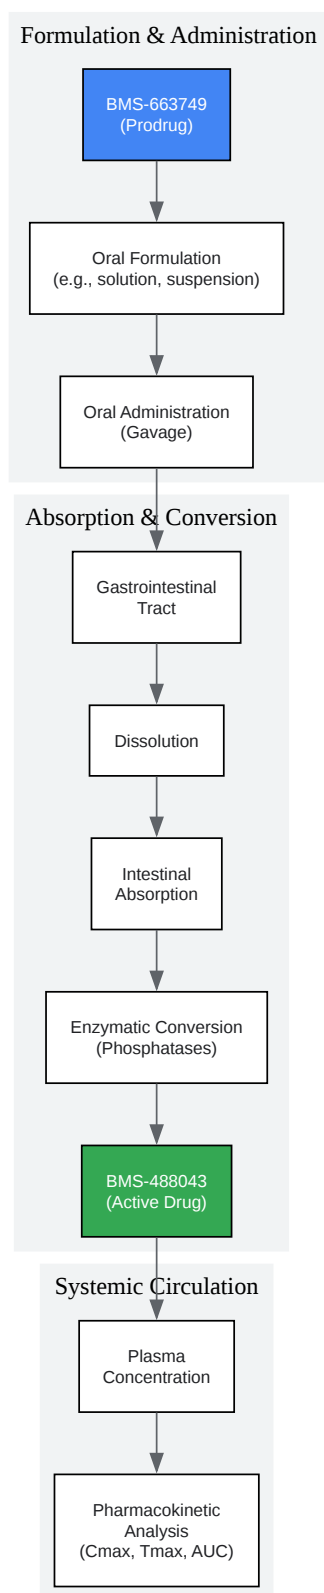 Formulation & Administration
BMS-663749
(Prodrug)
Oral Formulation
(e.g., solution, suspension)
Oral Administration
(Gavage)
Absorption & Conversion
Gastrointestinal
Tract
Dissolution
Intestinal
Absorption
Enzymatic Conversion
(Phosphatases)
BMS-488043
(Active Drug)
Systemic Circulation
Plasma
Concentration
Pharmacokinetic
Analysis
(Cmax, Tmax, AUC)